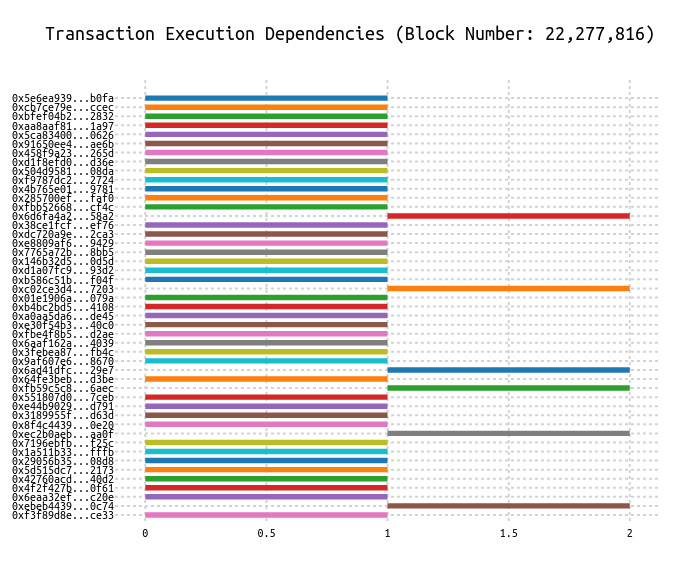 Transaction Execution Dependencies (Block Number: 22,277,816)
0x5e6ea939...b0fa
0xcb7ce79e...ccec
0xbfef04b2...2832
0xaa8aaf81...1a97
0x5ca83400...0626
0x91650ee4...ae6b
0x458f9a23...265d
0xd1f8efd0...d36e
0x504d9581...08da
0xf9787dc2...2724
0x4b765e01...9781
0x285700ef...faf0
0xfbb52668...cf4c
0x6d6fa4a2...58a2
0x38ce1fcf...ef76
0xdc720a9e...2ca3
0xe8809af6...9429
0x7765a72b...8bb5
0x146b32d5...0d5d
0xd1a07fc9...93d2
0xb586c51b...f04f
0xc02ce3d4...7203
0x01e1906a...079a
0xb4bc2bd5...4108
0xa0aa5da6...de45
0xe30f54b3...40c0
0xfbe4f8b5...d2ae
0x6aaf162a...4039
0x3febea87...fb4c
0x9af607e6...8670
0x6ad41dfc...29e7
0x64fe3beb...d3be
0xfb59c5c8...6aec
0x551807d0...7ceb
0xe44b9029...d791
0x3189955f...d63d
0x8f4c4439...0e20
0xec2b0aeb...aa0f
0x7196ebfb...f25c
0x1a511b33...fffb
0x29056b35...08d8
0x5d515dc7...2173
0x42760acd...40d2
0x4f2f427b...0f61
0x6eaa32ef...c20e
0xebeb4439...0c74
0xf3f89d8e...ce33
0 0.5 1 1.5 2